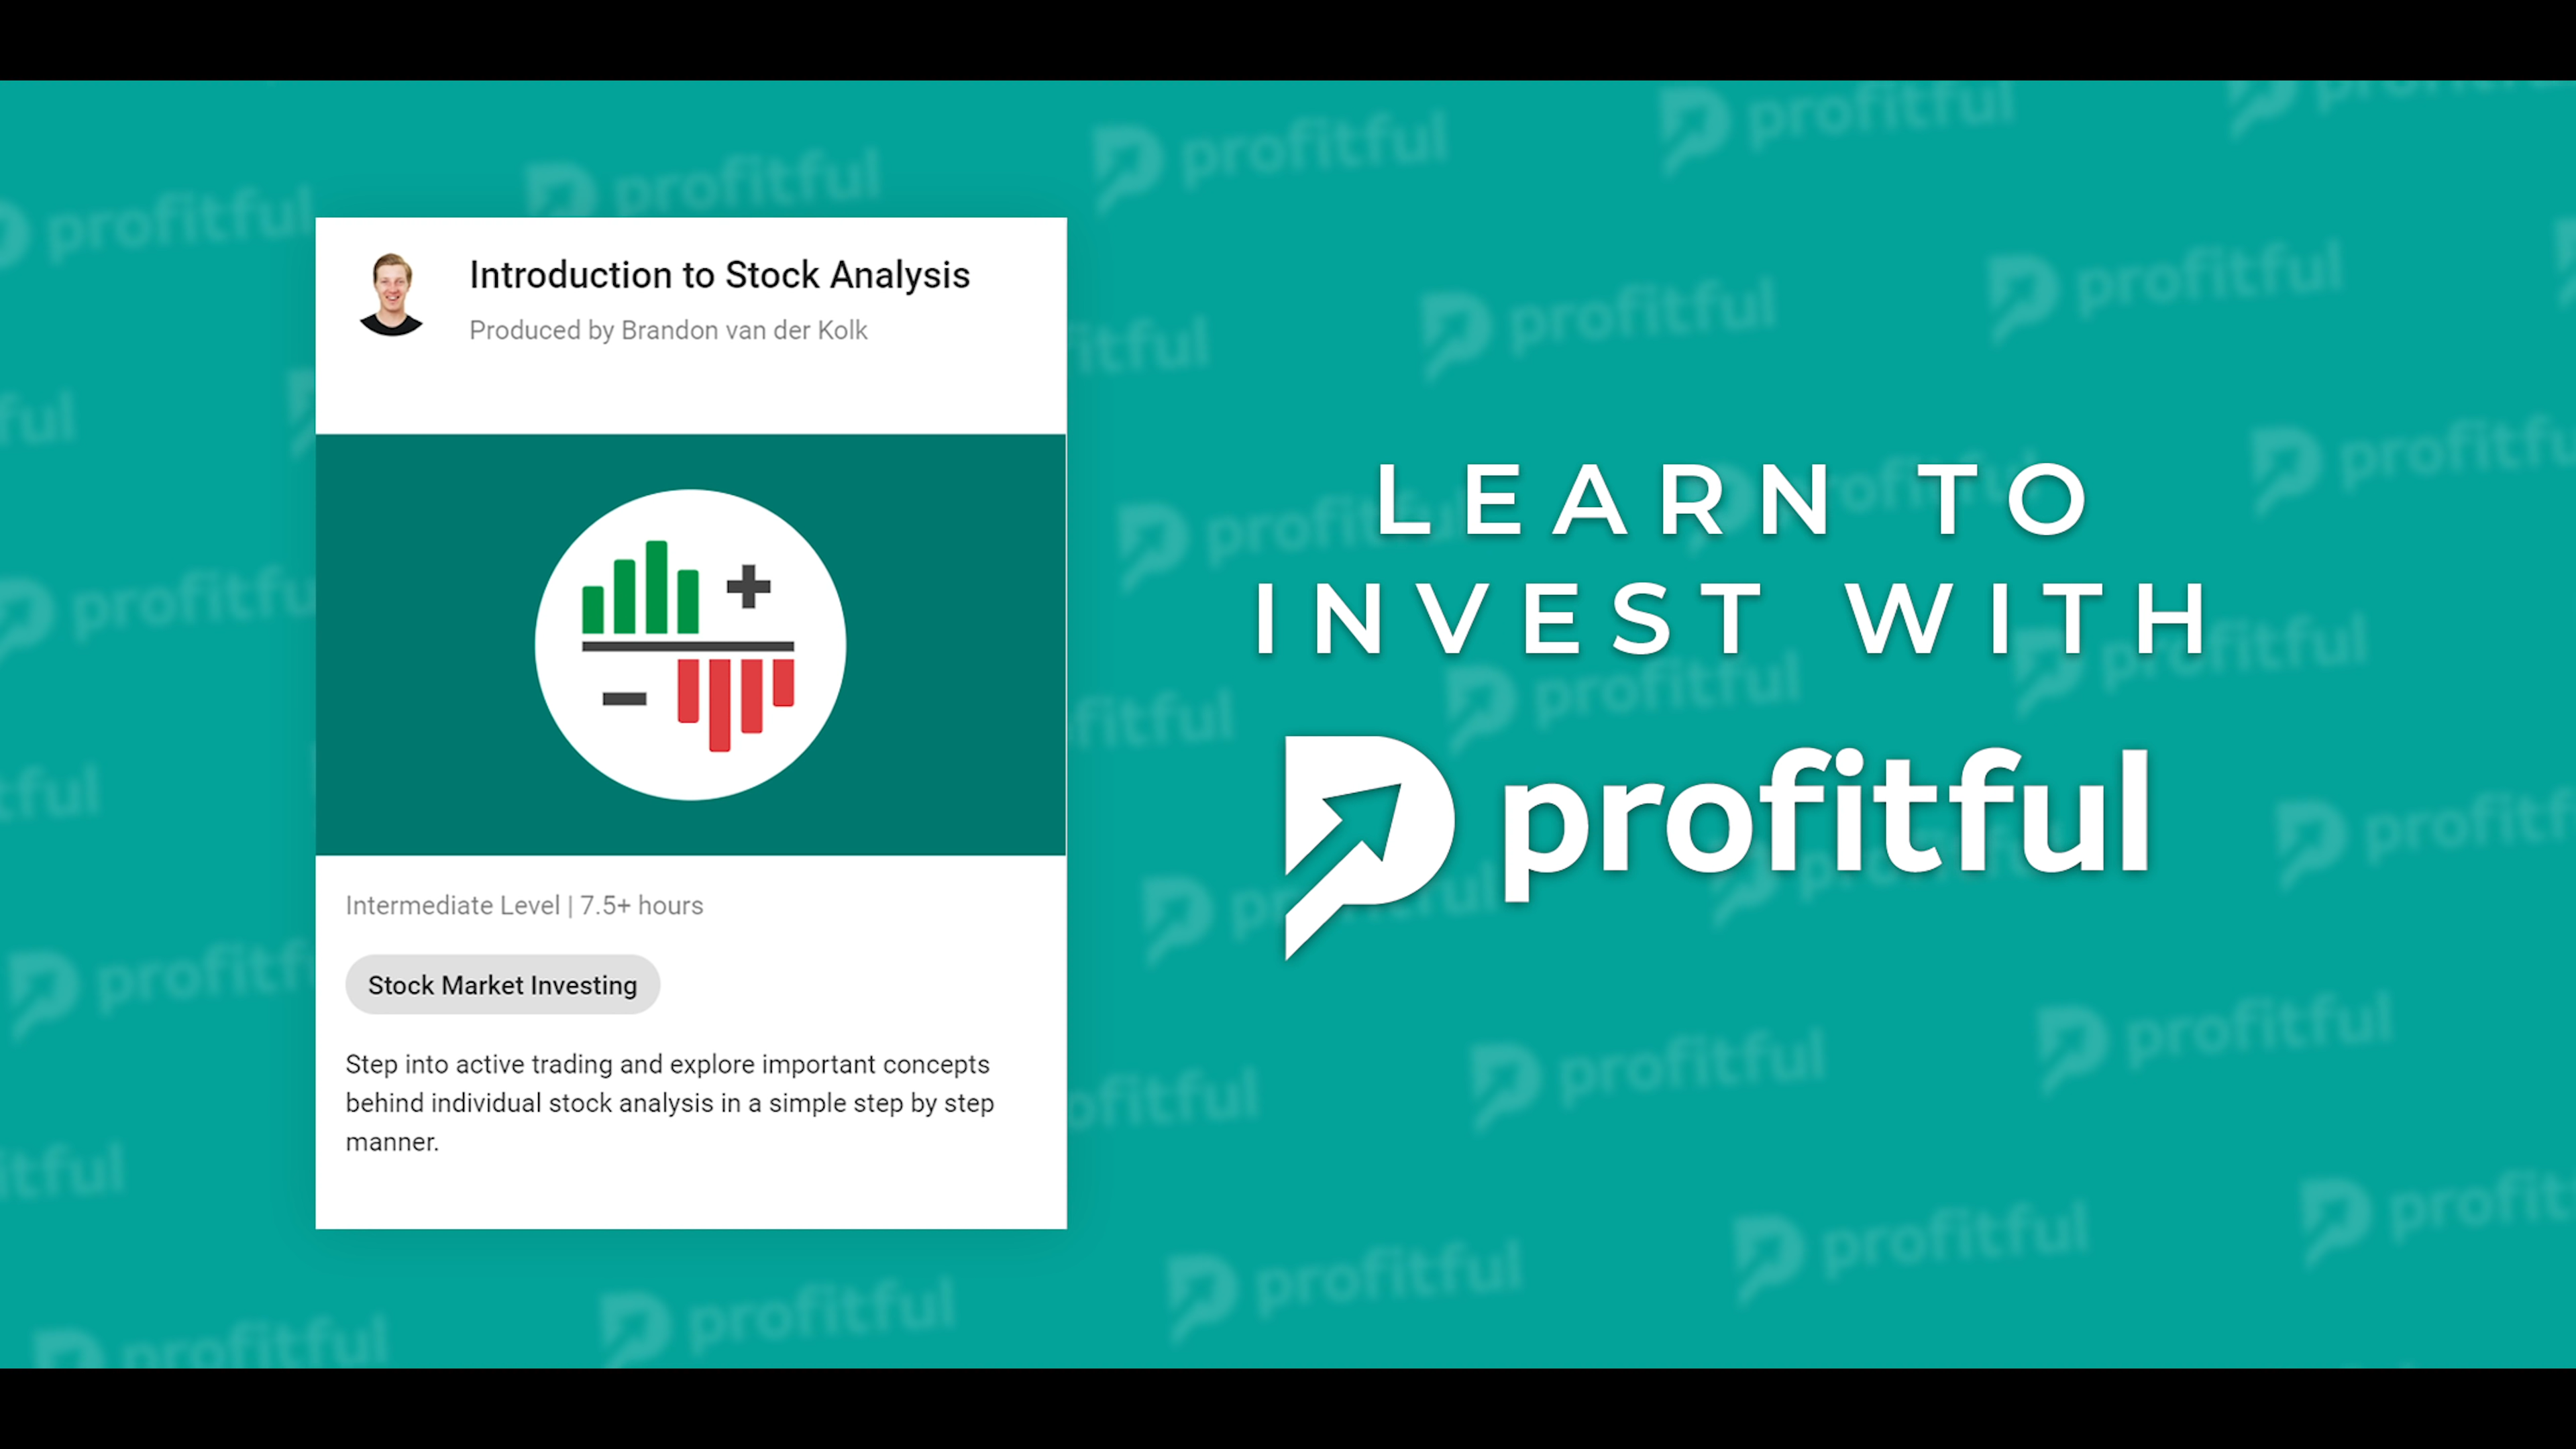 Introduction to Stock Analysis
Produced by Brandon van der Kolk
Intermediate Level | 7.5+ hours
Stock Market Investing
Step into active trading and explore important concepts
behind individual stock analysis in a simple step by step
manner.
LEARN TO
INVEST WITH
profitful